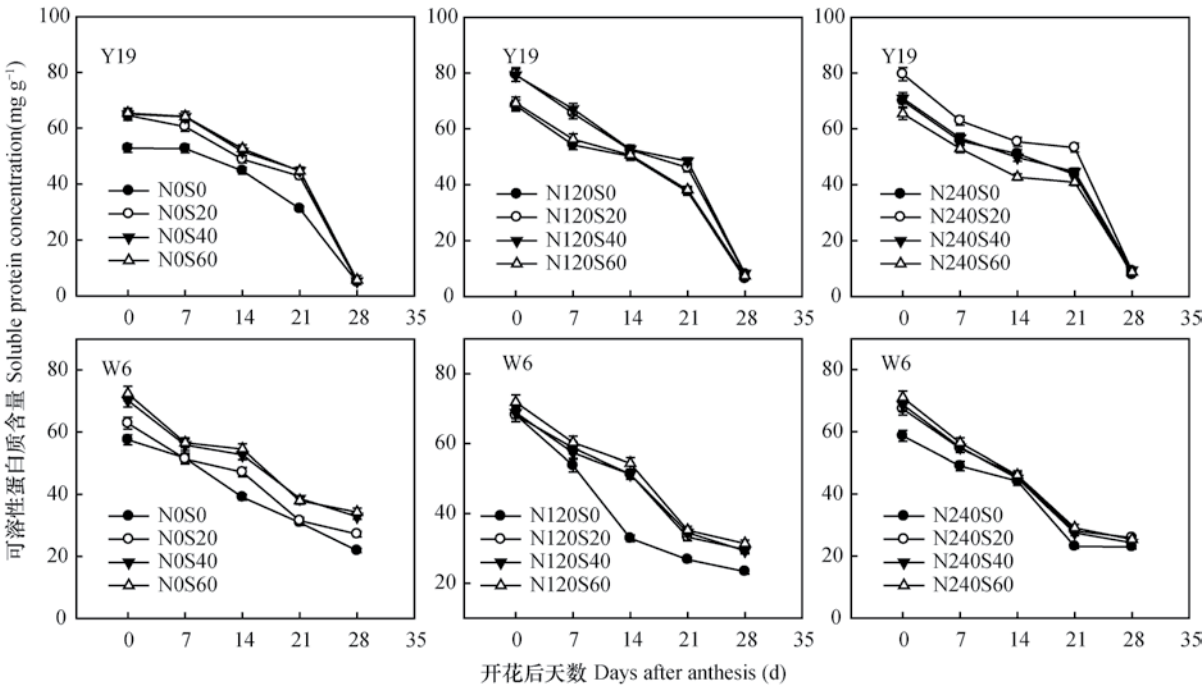 可溶性蛋白质含量 Soluble protein concentration(mg g⁻¹)
100
80
60
40
20
0
Y19
N0S0
N0S20
N0S40
N0S60
0 7 14 21 28 35
100
80
60
40
20
0
Y19
N120S0
N120S20
N120S40
N120S60
0 7 14 21 28 35
100
80
60
40
20
0
Y19
N240S0
N240S20
N240S40
N240S60
0 7 14 21 28 35
80
60
40
20
0
W6
N0S0
N0S20
N0S40
N0S60
0 7 14 21 28 35
80
60
40
20
W6
N120S0
N120S20
N120S40
N120S60
0 7 14 21 28 35
80
60
40
20
0
W6
N240S0
N240S20
N240S40
N240S60
0 7 14 21 28 35
开花后天数 Days after anthesis (d)